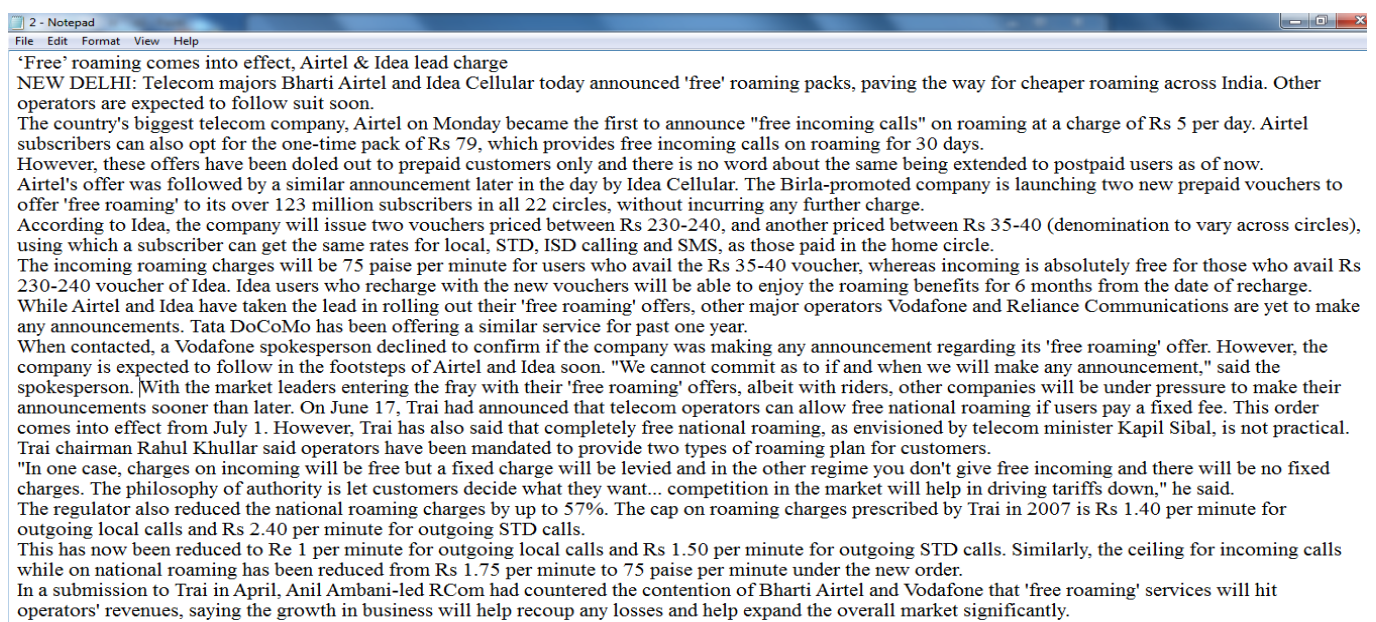 2 - Notepad
File Edit Format View Help
‘Free’ roaming comes into effect, Airtel & Idea lead charge
NEW DELHI: Telecom majors Bharti Airtel and Idea Cellular today announced 'free' roaming packs, paving the way for cheaper roaming across India. Other
operators are expected to follow suit soon.
The country's biggest telecom company, Airtel on Monday became the first to announce "free incoming calls" on roaming at a charge of Rs 5 per day. Airtel
subscribers can also opt for the one-time pack of Rs 79, which provides free incoming calls on roaming for 30 days.
However, these offers have been doled out to prepaid customers only and there is no word about the same being extended to postpaid users as of now.
Airtel's offer was followed by a similar announcement later in the day by Idea Cellular. The Birla-promoted company is launching two new prepaid vouchers to
offer 'free roaming' to its over 123 million subscribers in all 22 circles, without incurring any further charge.
According to Idea, the company will issue two vouchers priced between Rs 230-240, and another priced between Rs 35-40 (denomination to vary across circles),
using which a subscriber can get the same rates for local, STD, ISD calling and SMS, as those paid in the home circle.
The incoming roaming charges will be 75 paise per minute for users who avail the Rs 35-40 voucher, whereas incoming is absolutely free for those who avail Rs
230-240 voucher of Idea. Idea users who recharge with the new vouchers will be able to enjoy the roaming benefits for 6 months from the date of recharge.
While Airtel and Idea have taken the lead in rolling out their 'free roaming' offers, other major operators Vodafone and Reliance Communications are yet to make
any announcements. Tata DoCoMo has been offering a similar service for past one year.
When contacted, a Vodafone spokesperson declined to confirm if the company was making any announcement regarding its 'free roaming' offer. However, the
company is expected to follow in the footsteps of Airtel and Idea soon. "We cannot commit as to if and when we will make any announcement," said the
spokesperson. With the market leaders entering the fray with their 'free roaming' offers, albeit with riders, other companies will be under pressure to make their
announcements sooner than later. On June 17, Trai had announced that telecom operators can allow free national roaming if users pay a fixed fee. This order
comes into effect from July 1. However, Trai has also said that completely free national roaming, as envisioned by telecom minister Kapil Sibal, is not practical.
Trai chairman Rahul Khullar said operators have been mandated to provide two types of roaming plan for customers.
"In one case, charges on incoming will be free but a fixed charge will be levied and in the other regime you don't give free incoming and there will be no fixed
charges. The philosophy of authority is let customers decide what they want... competition in the market will help in driving tariffs down," he said.
The regulator also reduced the national roaming charges by up to 57%. The cap on roaming charges prescribed by Trai in 2007 is Rs 1.40 per minute for
outgoing local calls and Rs 2.40 per minute for outgoing STD calls.
This has now been reduced to Re 1 per minute for outgoing local calls and Rs 1.50 per minute for outgoing STD calls. Similarly, the ceiling for incoming calls
while on national roaming has been reduced from Rs 1.75 per minute to 75 paise per minute under the new order.
In a submission to Trai in April, Anil Ambani-led RCom had countered the contention of Bharti Airtel and Vodafone that 'free roaming' services will hit
operators' revenues, saying the growth in business will help recoup any losses and help expand the overall market significantly.